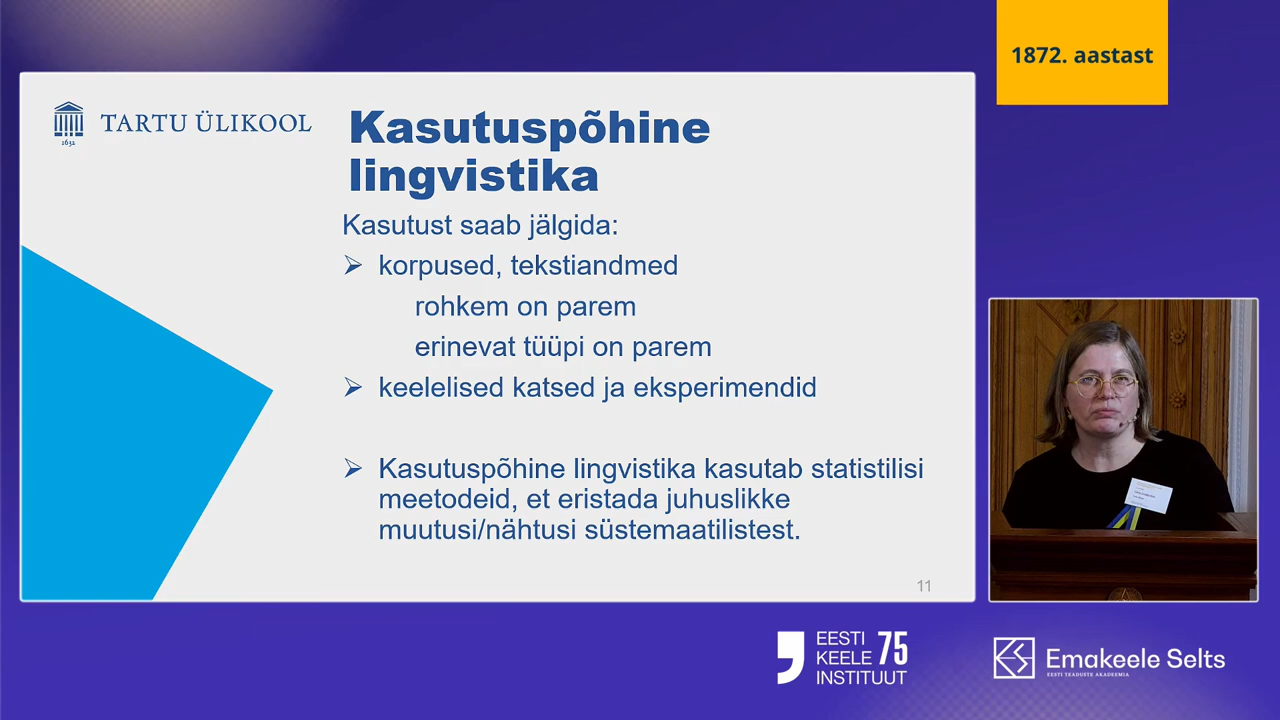 1872. aastast
TARTU ÜLIKOOL
1632
Kasutuspõhine
lingvistika
Kasutust saab jälgida:
korpused, tekstiandmed
rohkem on parem
erinevat tüüpi on parem
keelelised katsed ja eksperimendid
Kasutuspõhine lingvistika kasutab statistilisi
meetodeid, et eristada juhuslikke
muutusi/nähtusi süstemaatilistest.
11
EESTI
KEELE 75
INSTITUUT
Emakeele Selts
EESTI TEADUSTE AKADEEMIA